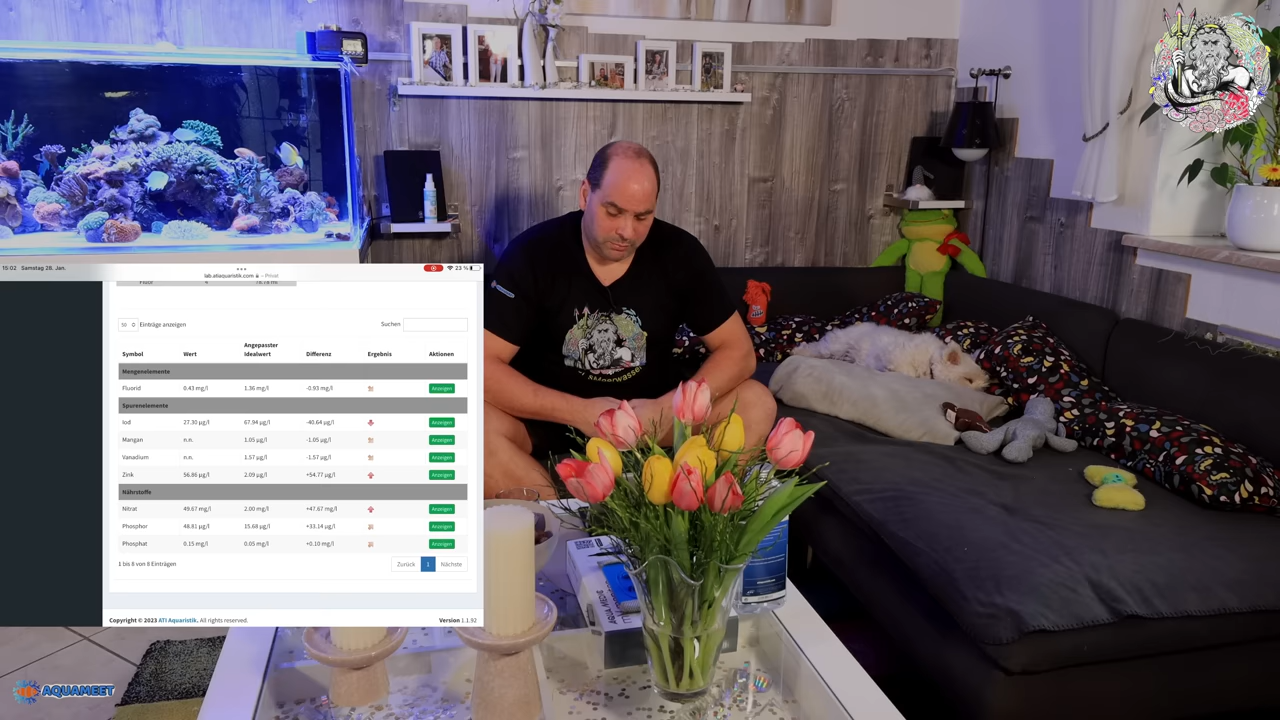 15:02 Samstag 28. Jan.
23 %
lab.atiaquaristik.com – Privat
Fluor
50 Einträge anzeigen
Suchen
Symbol Wert Angepasster Idealwert Differenz Ergebnis Aktionen
Mengenelemente
Fluorid 0.43 mg/l 1.36 mg/l -0.93 mg/l Anzeigen
Spurenelemente
Iod 27.30 µg/l 67.94 µg/l -40.64 µg/l Anzeigen
Mangan n.n. 1.05 µg/l -1.05 µg/l Anzeigen
Vanadium n.n. 1.57 µg/l -1.57 µg/l Anzeigen
Zink 56.86 µg/l 2.09 µg/l +54.77 µg/l Anzeigen
Nährstoffe
Nitrat 49.67 mg/l 2.00 mg/l +47.67 mg/l Anzeigen
Phosphor 48.81 µg/l 15.68 µg/l +33.14 µg/l Anzeigen
Phosphat 0.15 mg/l 0.05 mg/l +0.10 mg/l Anzeigen
1 bis 8 von 8 Einträgen
Zurück 1 Nächste
Copyright © 2023 ATI Aquaristik. All rights reserved.
Version 1.1.92
AQUAMEET